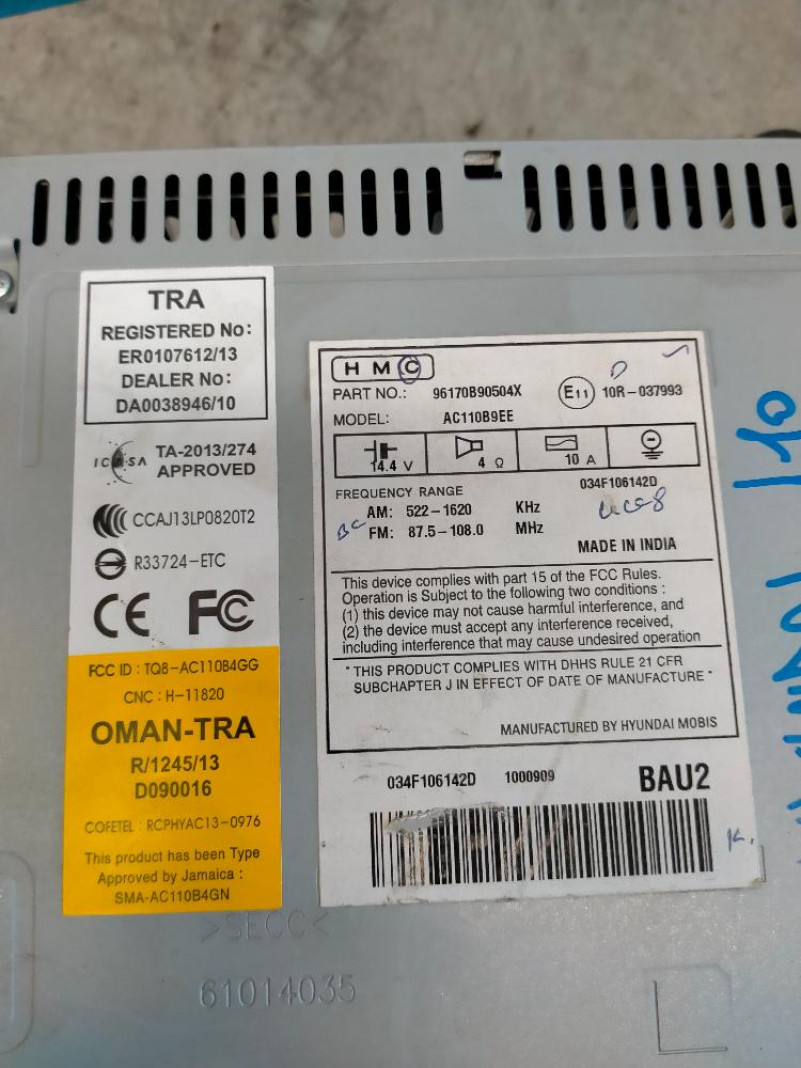 TRA
REGISTERED No:
ER0107612/13
DEALER No:
DA0038946/10
ICASA
TA-2013/274
APPROVED
CCAJ13LP0820T2
R33724-ETC
CE FC
FCC ID : TQ8-AC110B4GG
CNC : H-11820
OMAN-TRA
R/1245/13
D090016
COFETEL : RCPHYAC13-0976
This product has been Type
Approved by Jamaica :
SMA-AC110B4GN
HMC
PART NO.: 96170B90504X E11 10R-037993
MODEL: AC110B9EE
14.4 V 4 Ω 10 A
FREQUENCY RANGE 034F106142D
AM: 522-1620 KHz
FM: 87.5-108.0 MHz
MADE IN INDIA
This device complies with part 15 of the FCC Rules.
Operation is Subject to the following two conditions :
(1) this device may not cause harmful interference, and
(2) the device must accept any interference received,
including interference that may cause undesired operation
" THIS PRODUCT COMPLIES WITH DHHS RULE 21 CFR
SUBCHAPTER J IN EFFECT OF DATE OF MANUFACTURE "
MANUFACTURED BY HYUNDAI MOBIS
034F106142D 1000909 BAU2
>SECC<
61014035